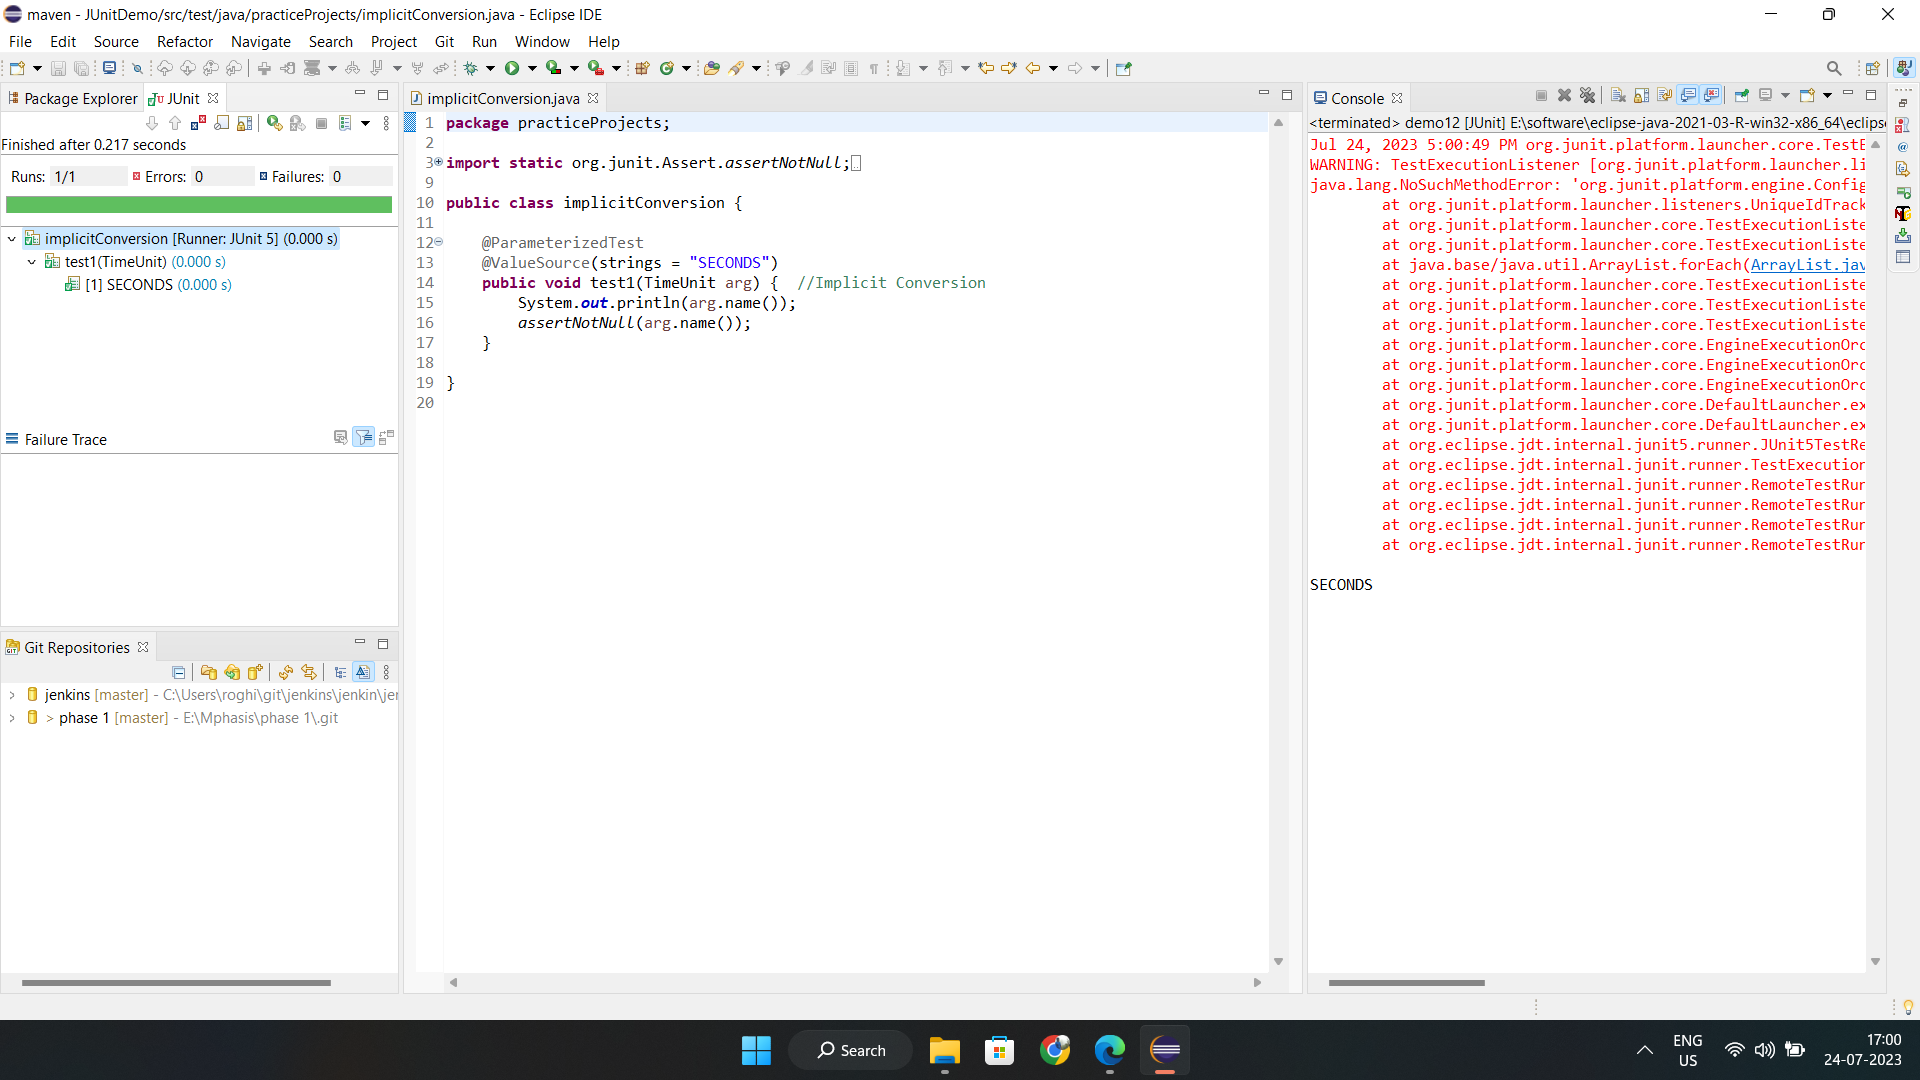 maven - JUnitDemo/src/test/java/practiceProjects/implicitConversion.java - Eclipse IDE
File Edit Source Refactor Navigate Search Project Git Run Window Help
Package Explorer
JUnit
Finished after 0.217 seconds
Runs: 1/1 Errors: 0 Failures: 0
implicitConversion [Runner: JUnit 5] (0.000 s)
test1(TimeUnit) (0.000 s)
[1] SECONDS (0.000 s)
Failure Trace
Git Repositories
jenkins [master] - C:\Users\roghi\git\jenkins\jenkin\jer
> phase 1 [master] - E:\Mphasis\phase 1\.git
implicitConversion.java
1 package practiceProjects;
2
3 import static org.junit.Assert.assertNotNull;
9
10 public class implicitConversion {
11
12 @ParameterizedTest
13 @ValueSource(strings = "SECONDS")
14 public void test1(TimeUnit arg) { //Implicit Conversion
15 System.out.println(arg.name());
16 assertNotNull(arg.name());
17 }
18
19 }
20
Console
<terminated> demo12 [JUnit] E:\software\eclipse-java-2021-03-R-win32-x86_64\eclipse
Jul 24, 2023 5:00:49 PM org.junit.platform.launcher.core.TestE
WARNING: TestExecutionListener [org.junit.platform.launcher.li
java.lang.NoSuchMethodError: 'org.junit.platform.engine.Config
at org.junit.platform.launcher.listeners.UniqueIdTrack
at org.junit.platform.launcher.core.TestExecutionListe
at org.junit.platform.launcher.core.TestExecutionListe
at java.base/java.util.ArrayList.forEach(ArrayList.jav
at org.junit.platform.launcher.core.TestExecutionListe
at org.junit.platform.launcher.core.TestExecutionListe
at org.junit.platform.launcher.core.TestExecutionListe
at org.junit.platform.launcher.core.EngineExecutionOrc
at org.junit.platform.launcher.core.EngineExecutionOrc
at org.junit.platform.launcher.core.EngineExecutionOrc
at org.junit.platform.launcher.core.DefaultLauncher.ex
at org.junit.platform.launcher.core.DefaultLauncher.ex
at org.eclipse.jdt.internal.junit5.runner.JUnit5TestRe
at org.eclipse.jdt.internal.junit.runner.TestExecution
at org.eclipse.jdt.internal.junit.runner.RemoteTestRun
at org.eclipse.jdt.internal.junit.runner.RemoteTestRun
at org.eclipse.jdt.internal.junit.runner.RemoteTestRun
at org.eclipse.jdt.internal.junit.runner.RemoteTestRun
SECONDS
Search
ENG
US
17:00
24-07-2023